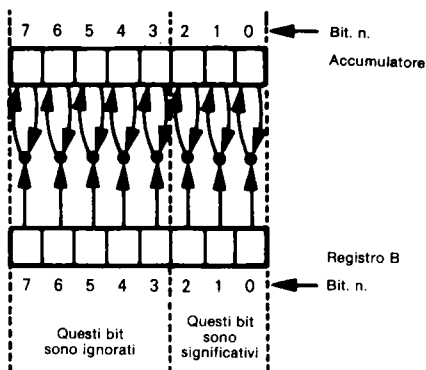 7 6 5 4 3 2 1 0 Bit. n.
Accumulatore
Registro B
7 6 5 4 3 2 1 0 Bit. n.
Questi bit
sono ignorati
Questi bit
sono
significativi